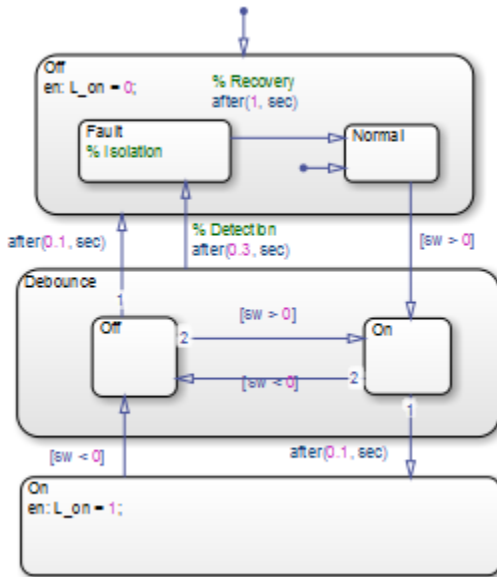 Off
en: L_on = 0;
% Recovery
after(1, sec)
Fault
% Isolation
Normal
after(0.1, sec)
% Detection
after(0.3, sec)
[sw > 0]
Debounce
1
Off
[sw > 0]
On
2
[sw < 0]
2
1
[sw < 0]
after(0.1, sec)
On
en: L_on = 1;